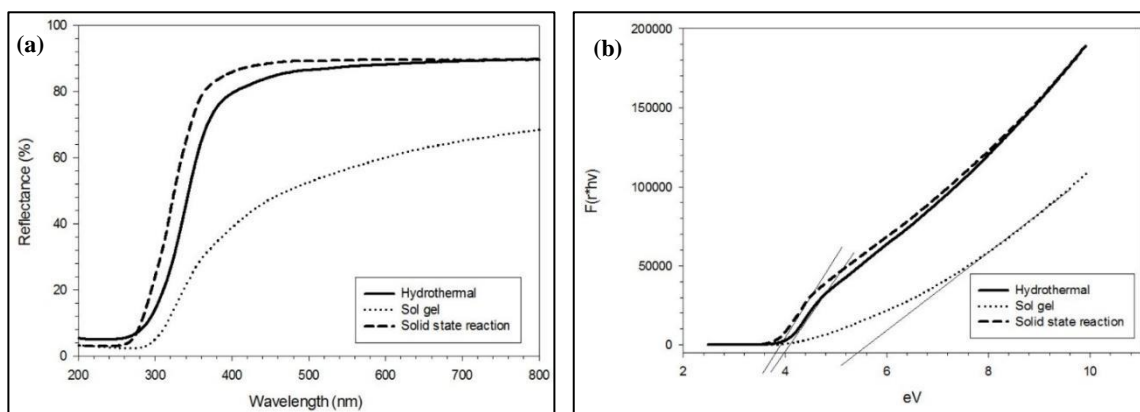 (a)
100
80
60
40
20
0
Reflectance (%)
200 300 400 500 600 700 800
Wavelength (nm)
Hydrothermal
Sol gel
Solid state reaction
(b)
200000
150000
100000
50000
0
F(r*hv)
2 4 6 8 10
eV
Hydrothermal
Sol gel
Solid state reaction